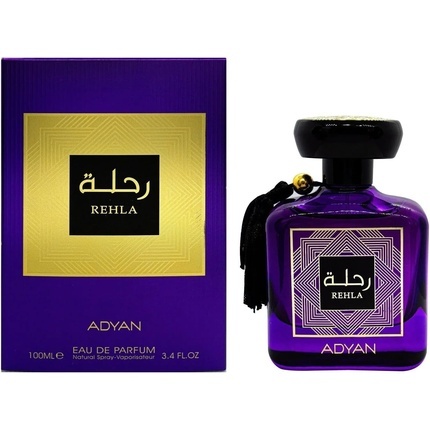 رحلة
REHLA
ADYAN
100ML e EAU DE PARFUM 3.4 FL.OZ
Natural Spray-Vaporisateur
رحلة
REHLA
ADYAN